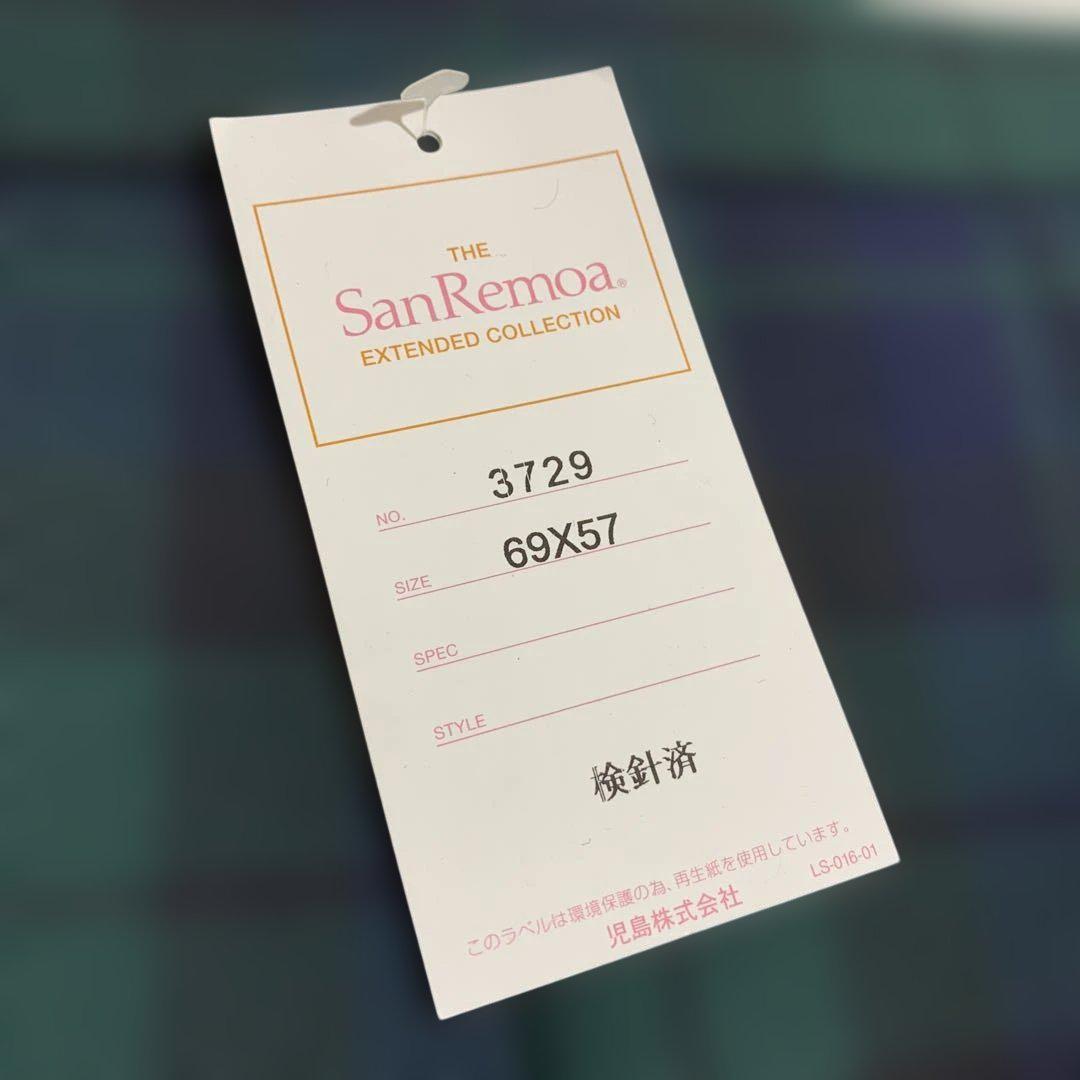 THE
SanRemoa®
EXTENDED COLLECTION
NO. 3729
SIZE 69X57
SPEC
STYLE
検針済
このラベルは環境保護の為、再生紙を使用しています。
児島株式会社 LS-016-01